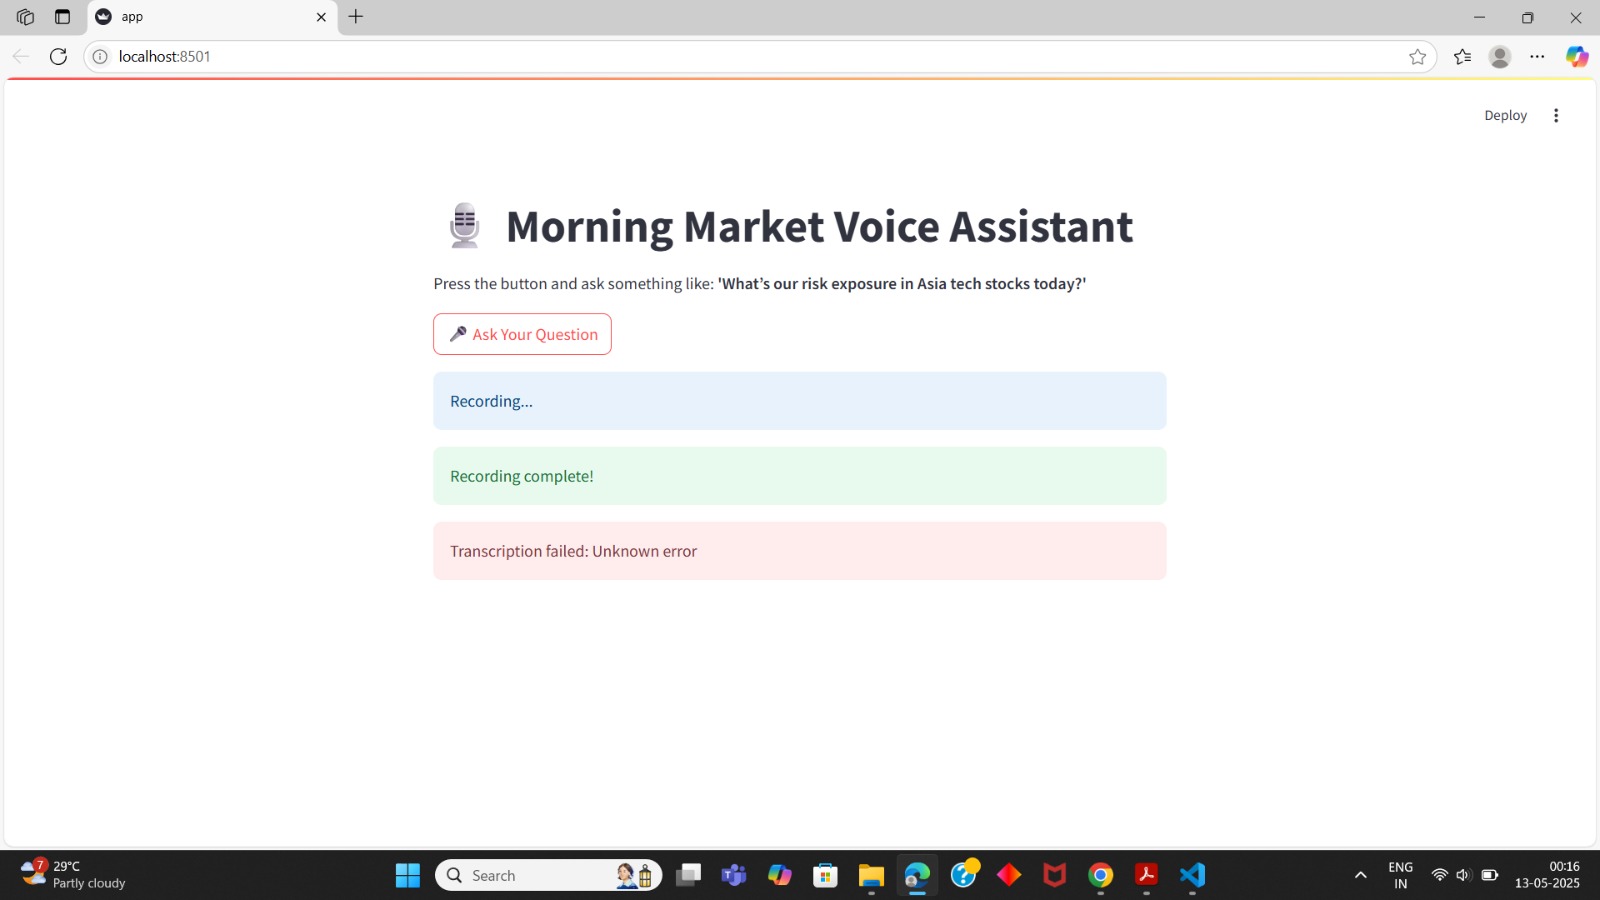 app
localhost:8501
Deploy
Morning Market Voice Assistant
Press the button and ask something like: 'What’s our risk exposure in Asia tech stocks today?'
Ask Your Question
Recording...
Recording complete!
Transcription failed: Unknown error
7
29°C
Partly cloudy
Search
ENG
IN
00:16
13-05-2025